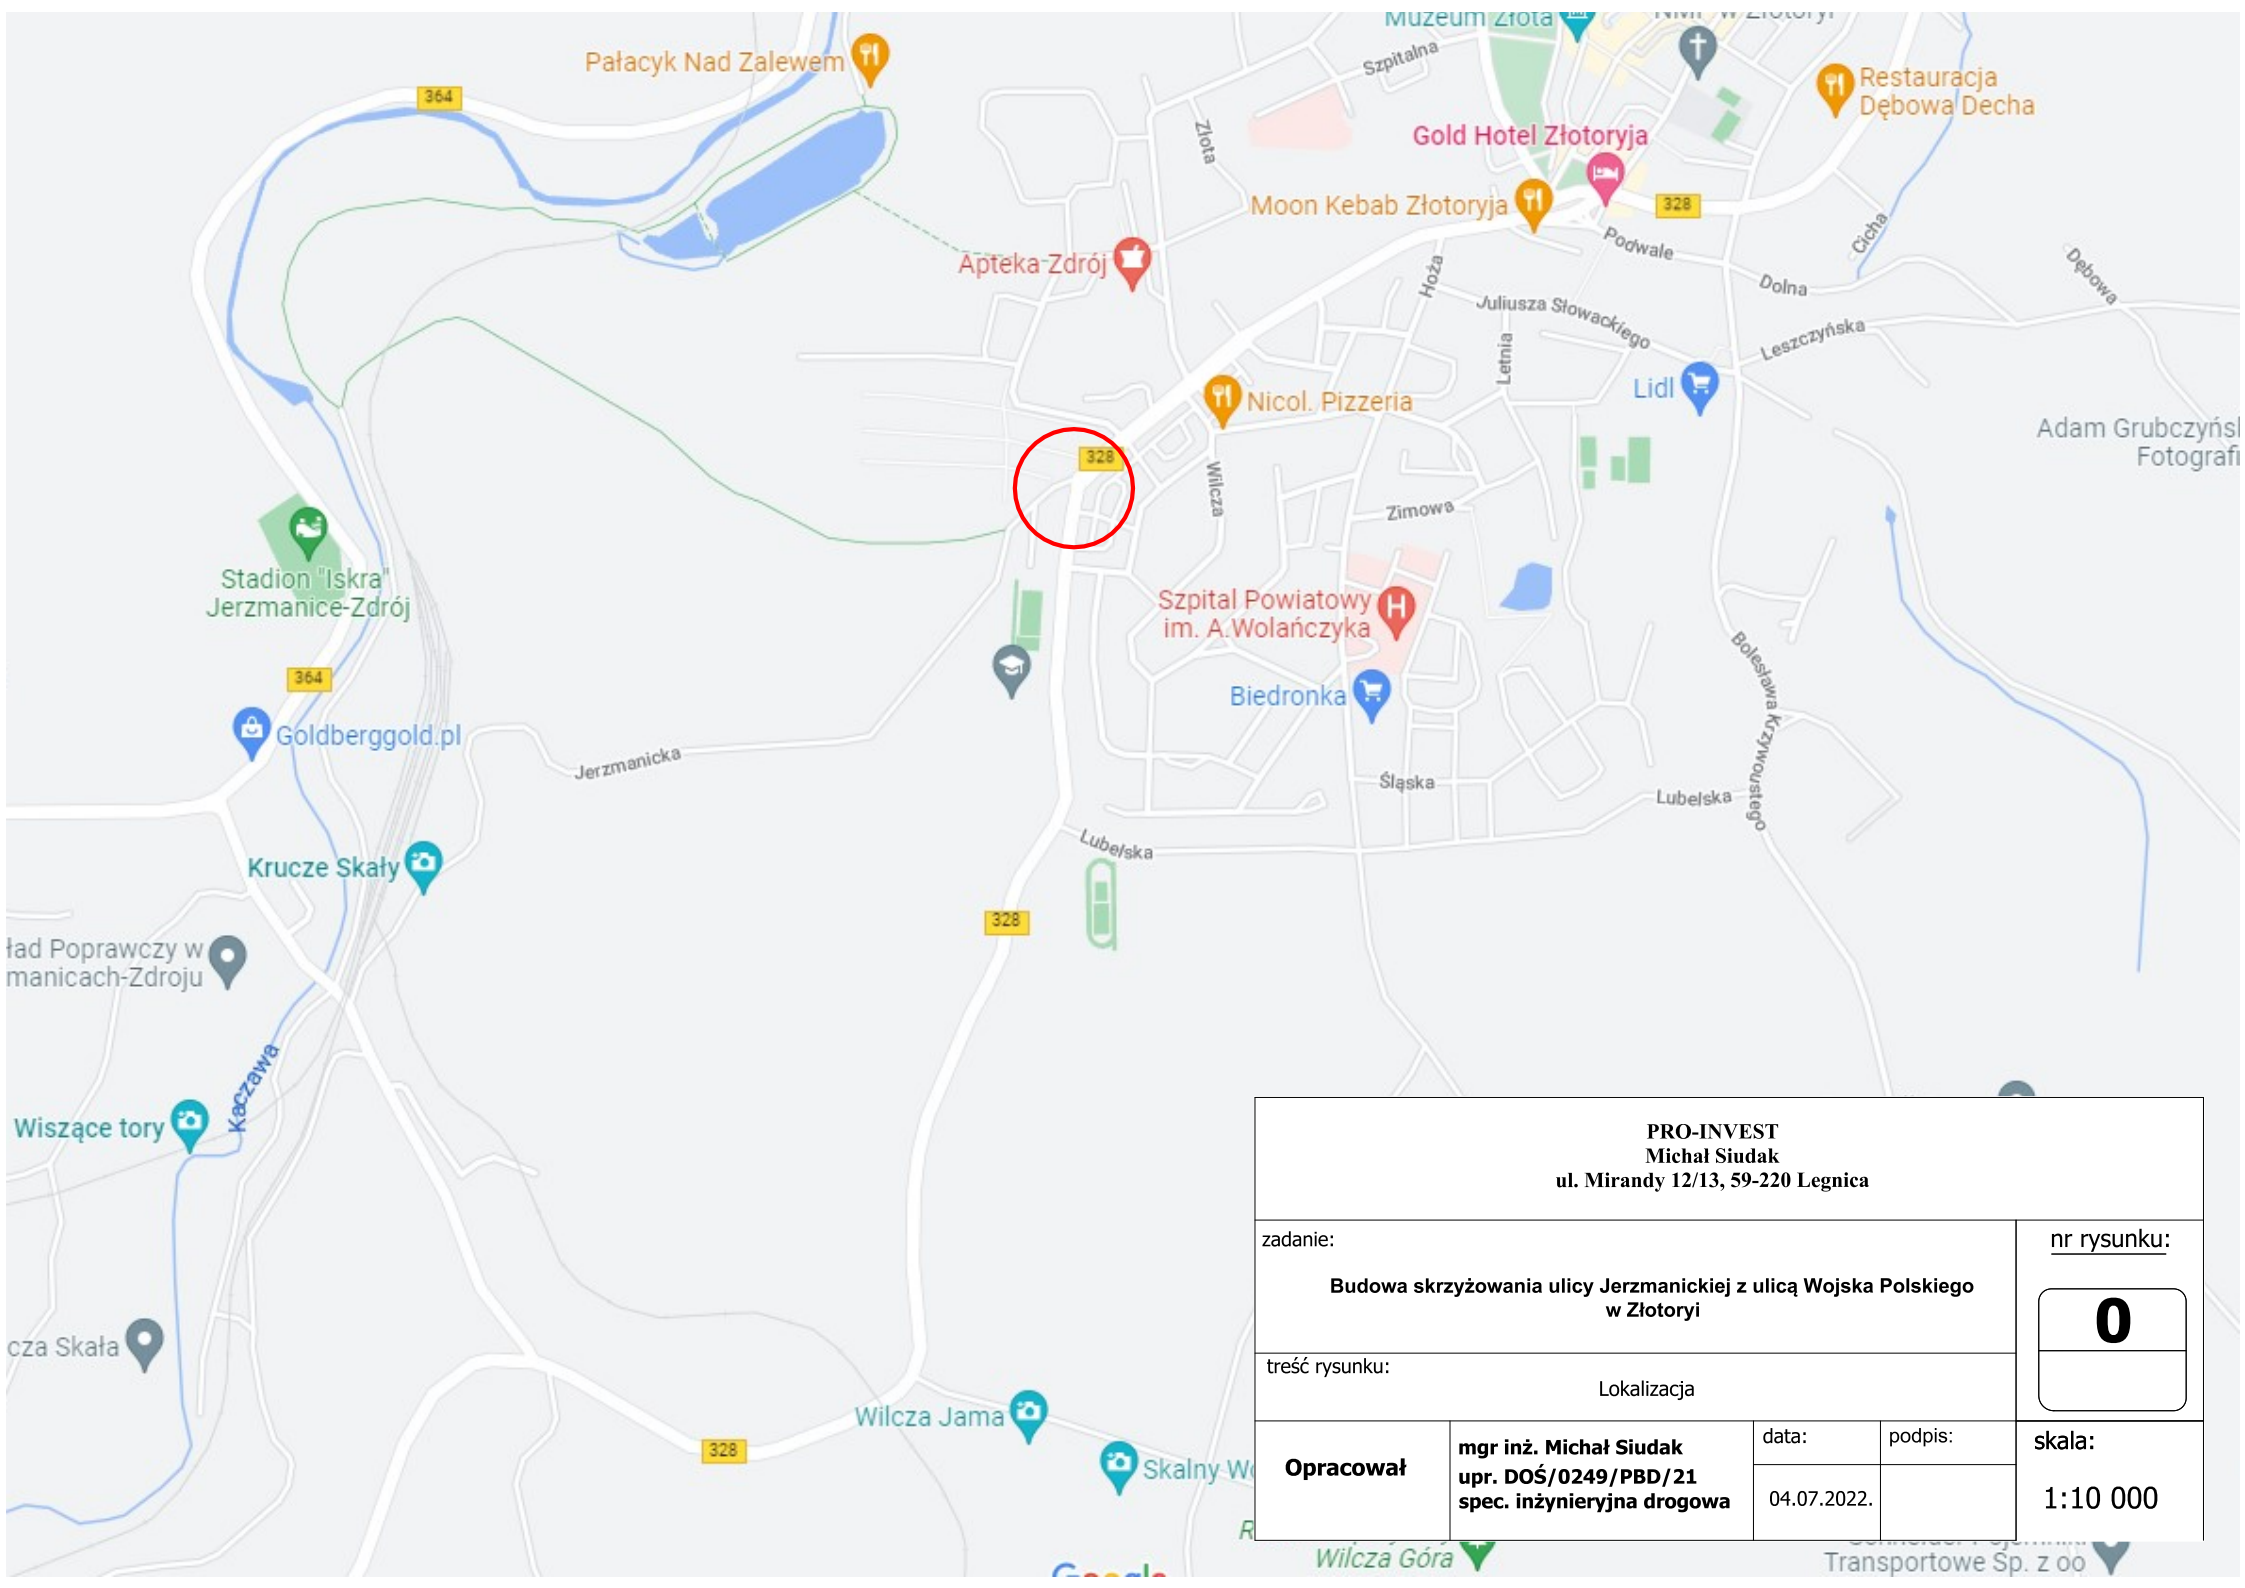 Muzeum Złota
Szpitalna
Pałacyk Nad Zalewem
Restauracja
Dębowa Decha
364
Złota
Gold Hotel Złotoryja
Moon Kebab Złotoryja
328
Podwale
Cicha
Hoża
Apteka Zdrój
Dolna
Dębowa
Juliusza Słowackiego
Leszczyńska
Letnia
Lidl
Nicol. Pizzeria
Adam Grubczyńs
Fotografi
328
Wilcza
Zimowa
Stadion "Iskra"
Jerzmanice-Zdrój
Szpital Powiatowy
im. A.Wolańczyka
H
364
Biedronka
Bolesława Krzywoustego
Goldberggold.pl
Jerzmanicka
Śląska
Lubelska
Lubelska
Krucze Skały
328
ład Poprawczy w
manicach-Zdroju
Kaczawa
Wiszące tory
PRO-INVEST
Michał Siudak
ul. Mirandy 12/13, 59-220 Legnica
zadanie:
nr rysunku:
Budowa skrzyżowania ulicy Jerzmanickiej z ulicą Wojska Polskiego
w Złotoryi
0
cza Skała
treść rysunku:
Lokalizacja
Wilcza Jama
328
Skalny W
Opracował
mgr inż. Michał Siudak
upr. DOŚ/0249/PBD/21
spec. inżynieryjna drogowa
data:
04.07.2022.
podpis:
skala:
1:10 000
Wilcza Góra
Transportowe Sp. z oo
Google